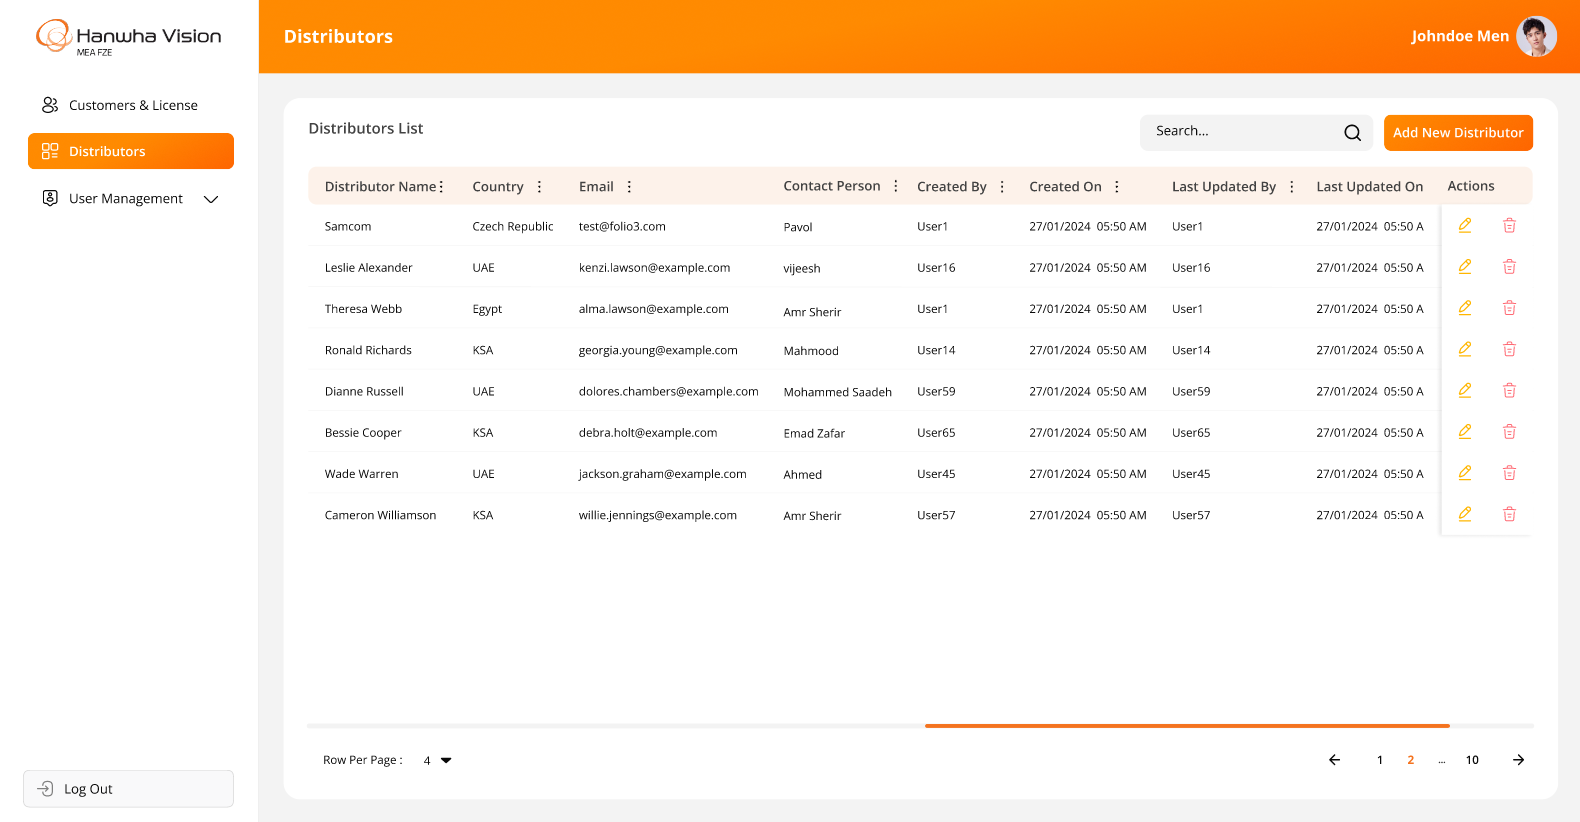 Hanwha Vision
MEA FZE
Distributors
Johndoe Men
Customers & License
Distributors
User Management
Log Out
Distributors List
Search...
Add New Distributor
Distributor Name Country Email Contact Person Created By Created On Last Updated By Last Updated On Actions
Samcom Czech Republic test@folio3.com Pavol User1 27/01/2024 05:50 AM User1 27/01/2024 05:50 A
Leslie Alexander UAE kenzi.lawson@example.com vijeesh User16 27/01/2024 05:50 AM User16 27/01/2024 05:50 A
Theresa Webb Egypt alma.lawson@example.com Amr Sherir User1 27/01/2024 05:50 AM User1 27/01/2024 05:50 A
Ronald Richards KSA georgia.young@example.com Mahmood User14 27/01/2024 05:50 AM User14 27/01/2024 05:50 A
Dianne Russell UAE dolores.chambers@example.com Mohammed Saadeh User59 27/01/2024 05:50 AM User59 27/01/2024 05:50 A
Bessie Cooper KSA debra.holt@example.com Emad Zafar User65 27/01/2024 05:50 AM User65 27/01/2024 05:50 A
Wade Warren UAE jackson.graham@example.com Ahmed User45 27/01/2024 05:50 AM User45 27/01/2024 05:50 A
Cameron Williamson KSA willie.jennings@example.com Amr Sherir User57 27/01/2024 05:50 AM User57 27/01/2024 05:50 A
Row Per Page : 4
1 2 ... 10